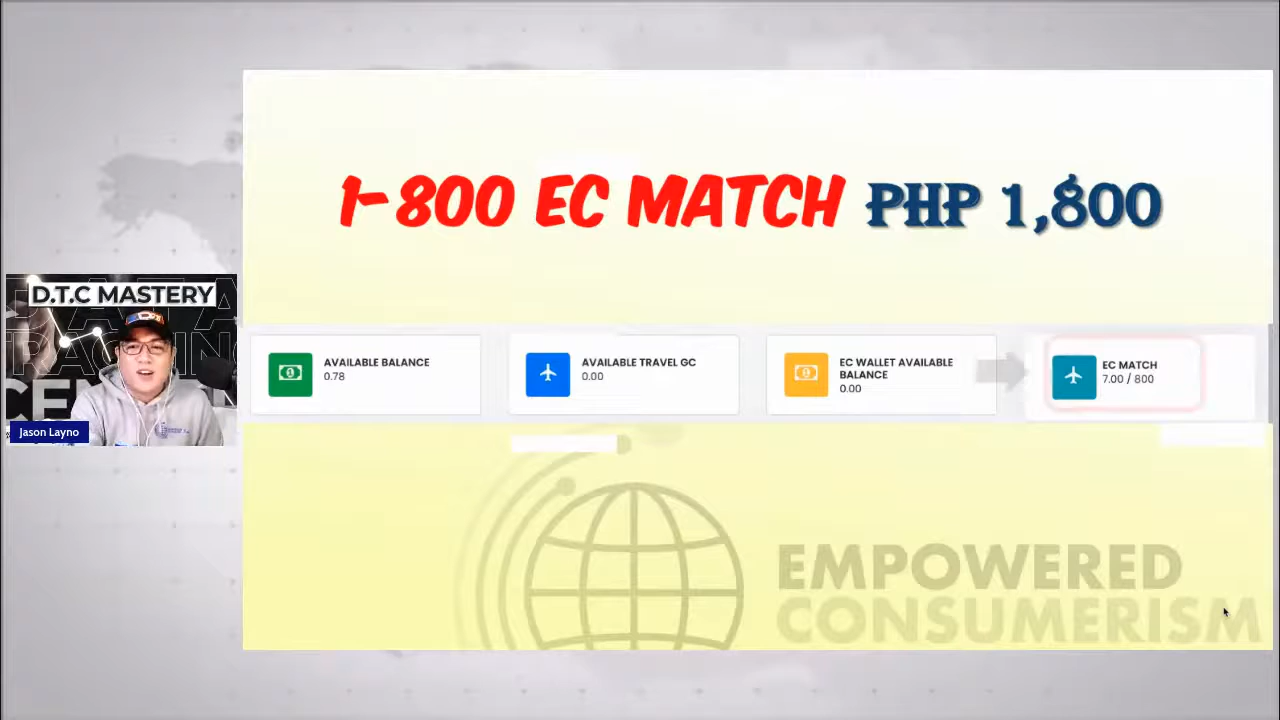 1-800 EC MATCH PHP 1,800
D.T.C MASTERY
Jason Layno
AVAILABLE BALANCE
0.78
AVAILABLE TRAVEL GC
0.00
EC WALLET AVAILABLE
BALANCE
0.00
EC MATCH
7.00 / 800
EMPOWERED
CONSUMERISM